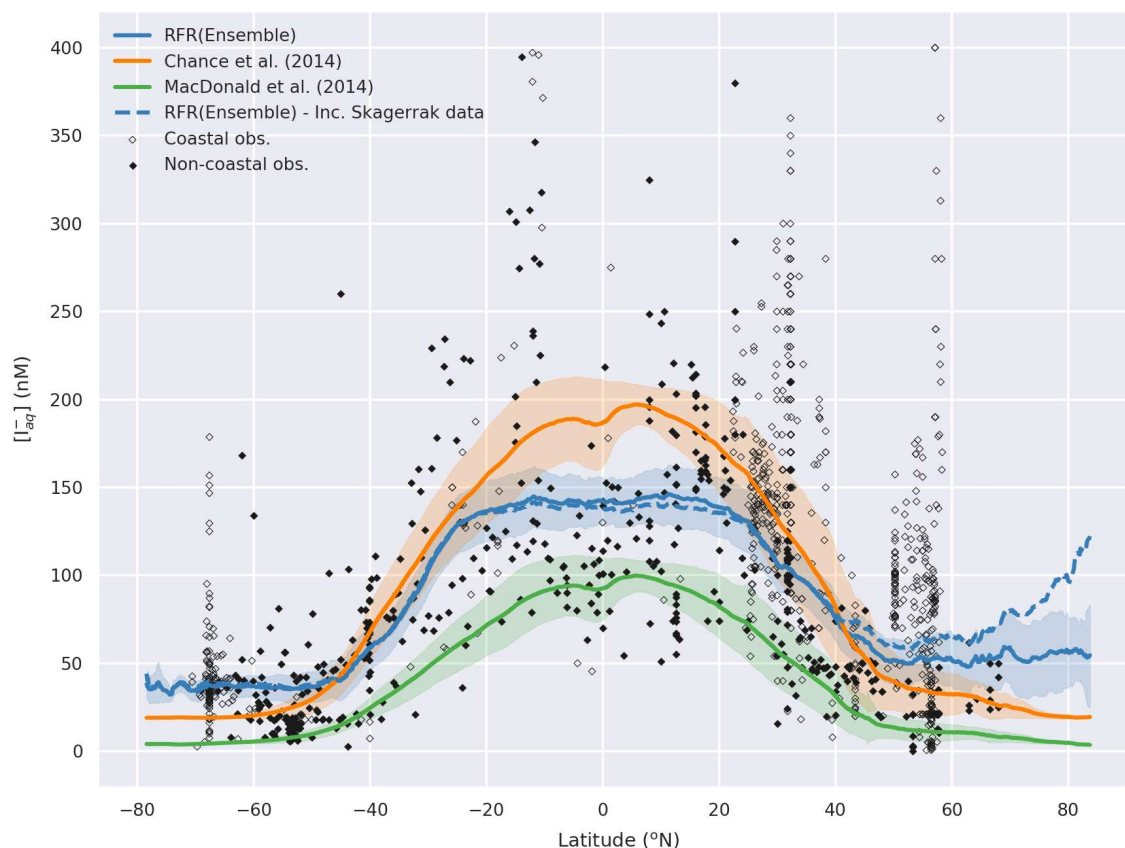 RFR(Ensemble)
Chance et al. (2014)
MacDonald et al. (2014)
RFR(Ensemble) - Inc. Skagerrak data
Coastal obs.
Non-coastal obs.
400
350
300
250
200
150
100
50
0
[I⁻aq] (nM)
−80 −60 −40 −20 0 20 40 60 80
Latitude (°N)